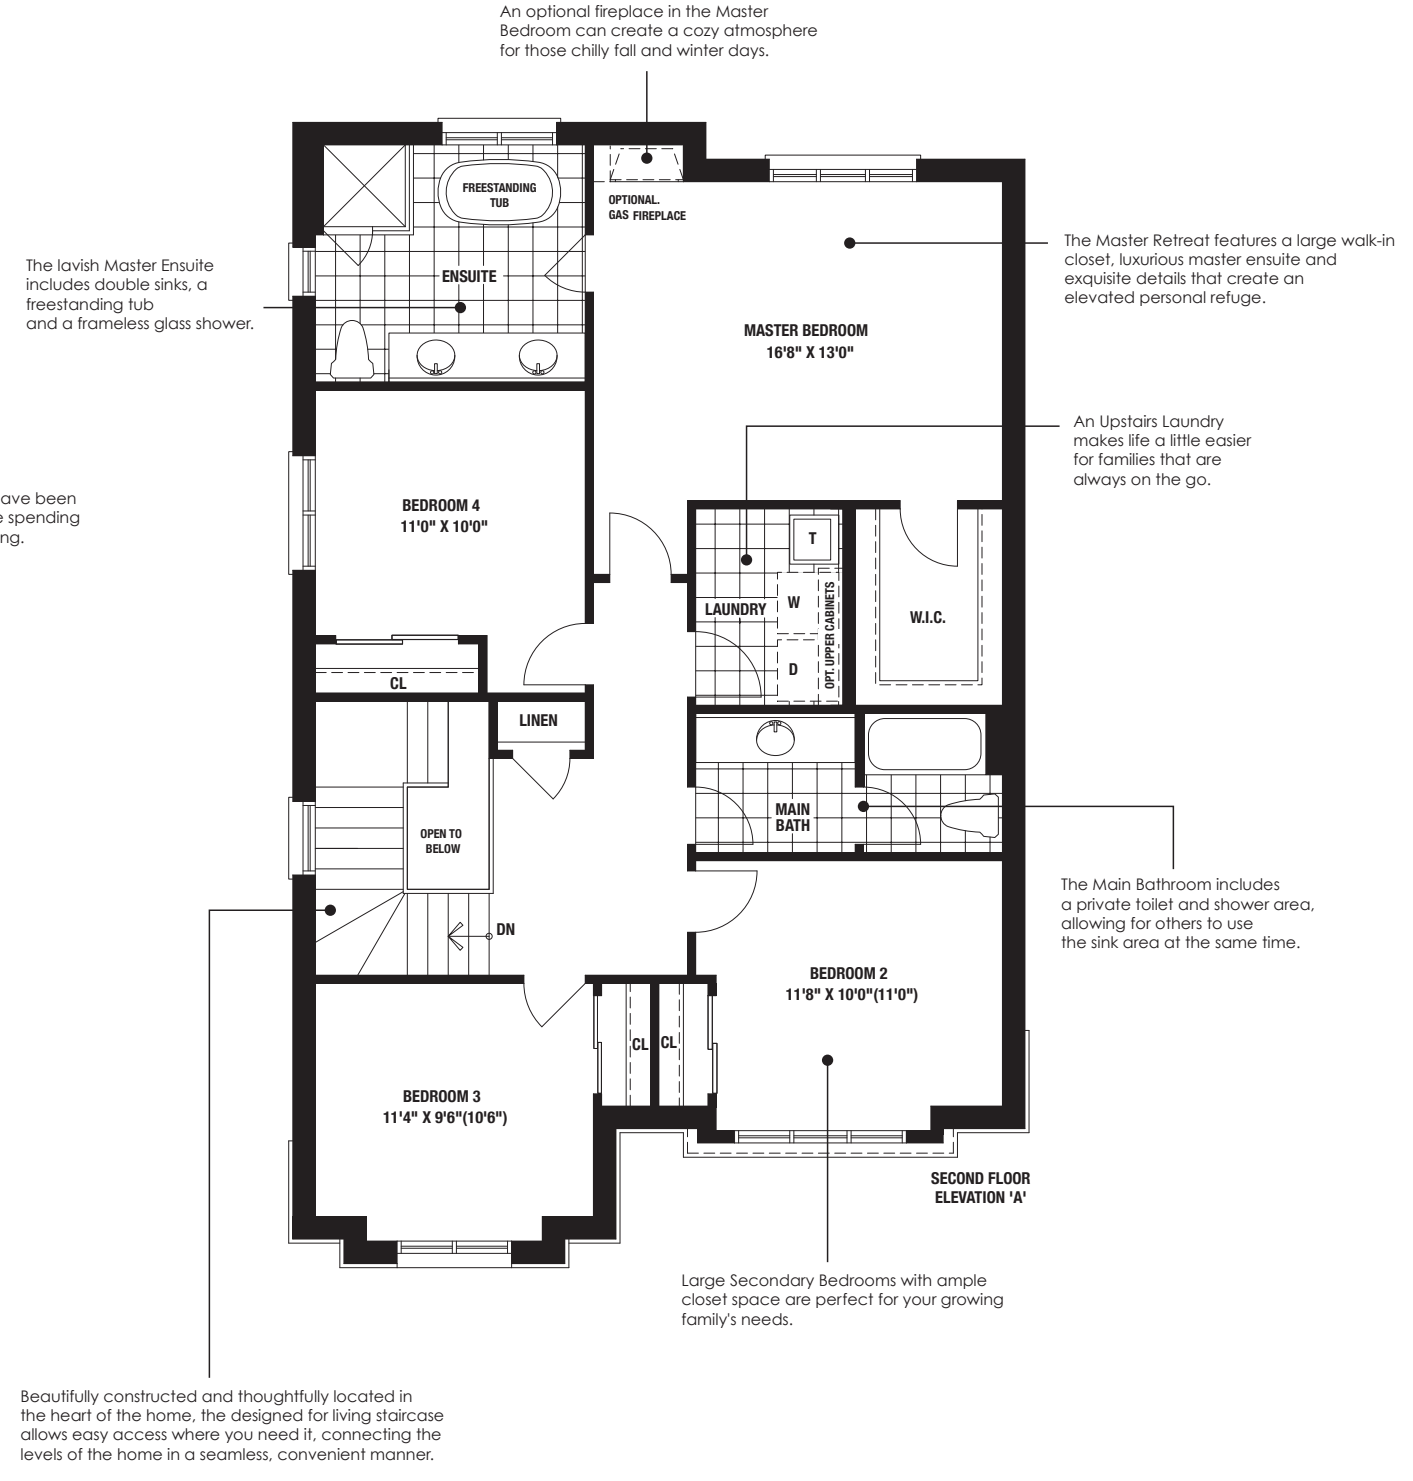 An optional fireplace in the Master
Bedroom can create a cozy atmosphere
for those chilly fall and winter days.
FREESTANDING
TUB
OPTIONAL.
GAS FIREPLACE
ENSUITE
The lavish Master Ensuite
includes double sinks, a
freestanding tub
and a frameless glass shower.
The Master Retreat features a large walk-in
closet, luxurious master ensuite and
exquisite details that create an
elevated personal refuge.
MASTER BEDROOM
16'8" X 13'0"
An Upstairs Laundry
makes life a little easier
for families that are
always on the go.
ave been
e spending
ng.
BEDROOM 4
11'0" X 10'0"
T
W
LAUNDRY
D
OPT. UPPER CABINETS
W.I.C.
CL
LINEN
OPEN TO
BELOW
MAIN
BATH
DN
The Main Bathroom includes
a private toilet and shower area,
allowing for others to use
the sink area at the same time.
BEDROOM 2
11'8" X 10'0"(11'0")
CL
CL
BEDROOM 3
11'4" X 9'6"(10'6")
SECOND FLOOR
ELEVATION 'A'
Large Secondary Bedrooms with ample
closet space are perfect for your growing
family's needs.
Beautifully constructed and thoughtfully located in
the heart of the home, the designed for living staircase
allows easy access where you need it, connecting the
levels of the home in a seamless, convenient manner.